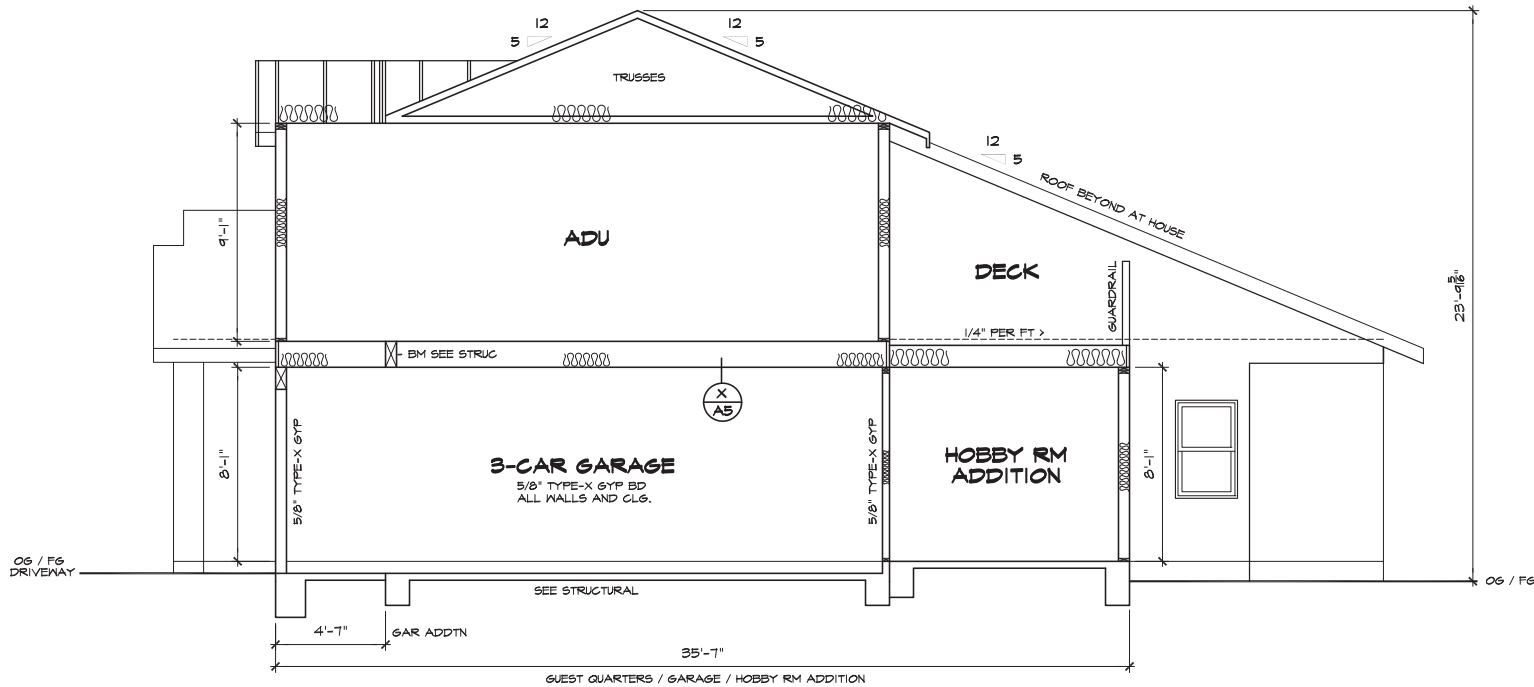 12
5
12
5
TRUSSES
12
5
ROOF BEYOND AT HOUSE
9'-1"
ADU
DECK
GUARDRAIL
23'-9 5/16"
1/4" PER FT >
BM SEE STRUC
X
A5
8'-1"
5/8" TYPE-X GYP
3-CAR GARAGE
5/8" TYPE-X GYP BD
ALL WALLS AND CLG.
5/8" TYPE-X GYP
HOBBY RM
ADDITION
8'-1"
OG / FG
DRIVEWAY
SEE STRUCTURAL
OG / FG
4'-7"
GAR ADDTN
35'-7"
GUEST QUARTERS / GARAGE / HOBBY RM ADDITION